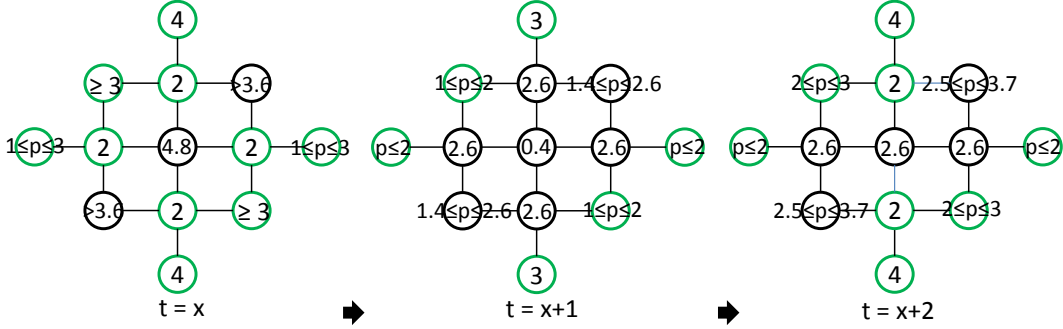 4
≥ 3
2
>3.6
1≤p≤3
2
4.8
2
1≤p≤3
>3.6
2
≥ 3
4
t = x
3
1≤p≤2
2.6
1.4≤p≤2.6
p≤2
2.6
0.4
2.6
p≤2
1.4≤p≤2.6
2.6
1≤p≤2
3
t = x+1
4
2≤p≤3
2
2.5≤p≤3.7
p≤2
2.6
2.6
2.6
p≤2
2.5≤p≤3.7
2
2≤p≤3
4
t = x+2